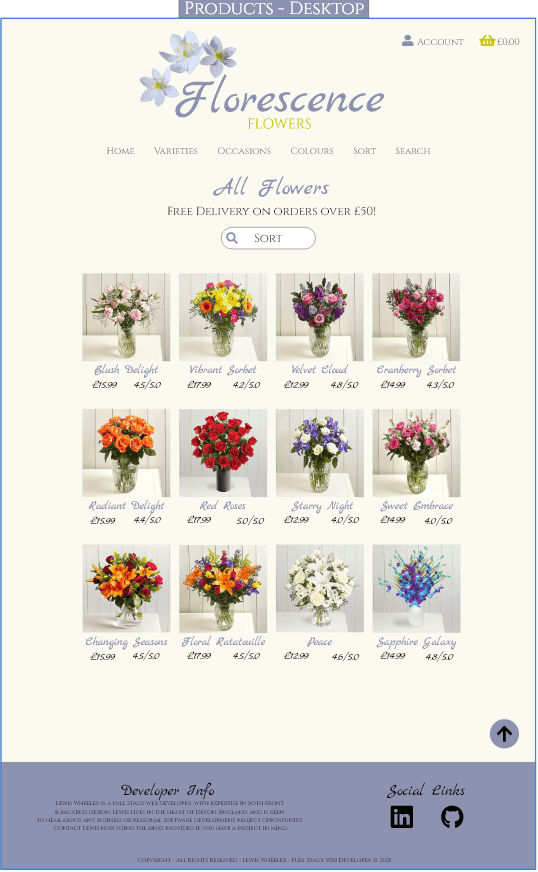 Products - Desktop
Account £0.00
Florescence
FLOWERS
Home Varieties Occasions Colours Sort Search
All Flowers
Free Delivery on orders over £50!
Sort
Blush Delight Vibrant Sorbet Velvet Cloud Cranberry Sorbet
£15.99 4.5/5.0 £17.99 4.2/5.0 £12.99 4.8/5.0 £14.99 4.3/5.0
Radiant Delight Red Roses Starry Night Sweet Embrace
£15.99 4.4/5.0 £17.99 5.0/5.0 £12.99 4.0/5.0 £14.99 4.0/5.0
Changing Seasons Floral Ratatouille Peace Sapphire Galaxy
£15.99 4.5/5.0 £17.99 4.5/5.0 £12.99 4.6/5.0 £14.99 4.8/5.0
Developer Info Social Links
Lewis Wheeler is a full stack web developer, with expertise in both front
& backend design. Lewis lives in the heart of Devon, England, and is keen
to hear about any business or personal software development project opportunity.
Contact Lewis now using the links provided if you have a project in mind.
Copyright - All Rights Reserved - Lewis Wheeler - Full Stack Web Developer © 2021